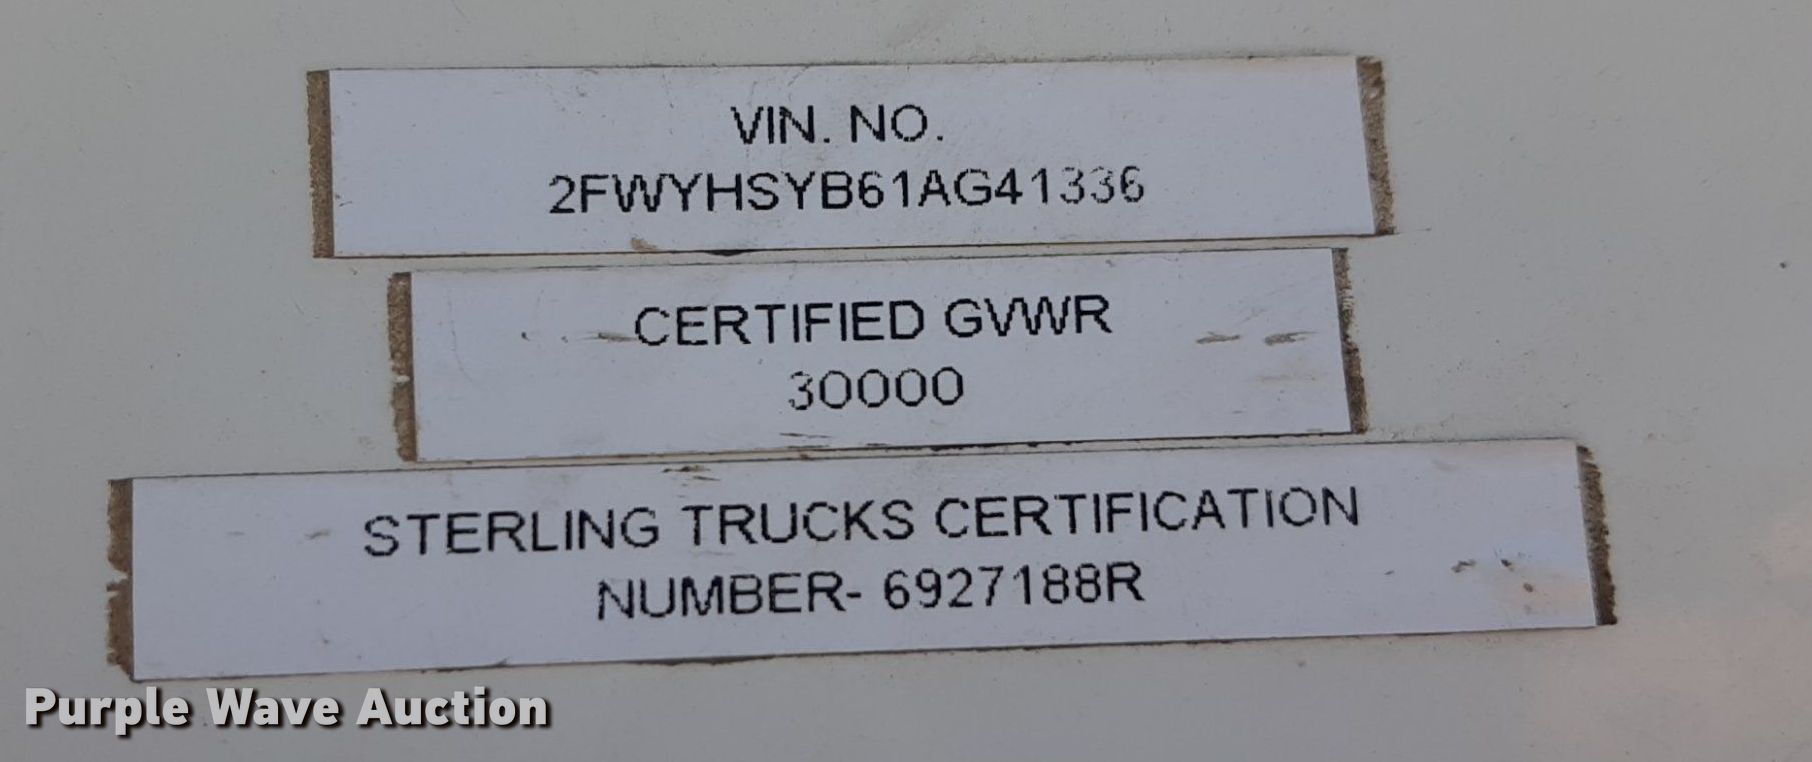 VIN. NO.
2FWYHSYB61AG41336
CERTIFIED GVWR
30000
STERLING TRUCKS CERTIFICATION
NUMBER- 6927188R
Purple Wave Auction